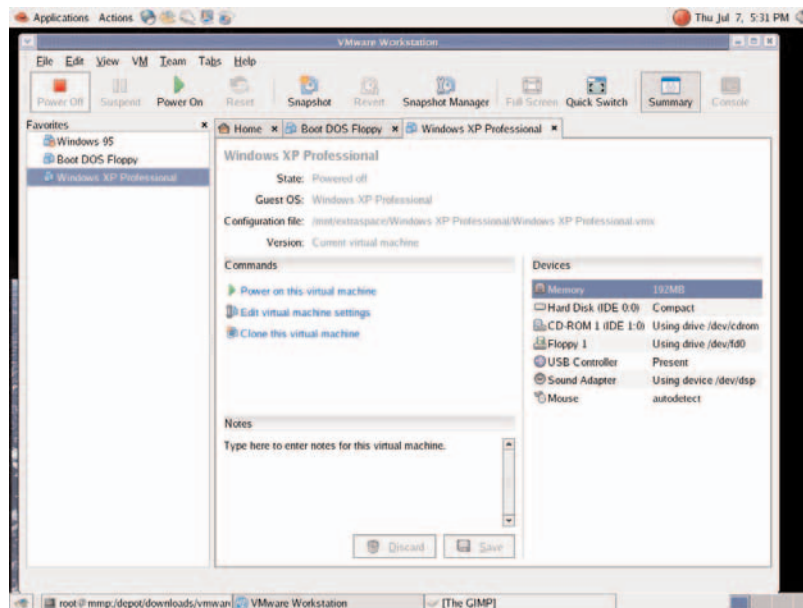 Applications Actions Thu Jul 7, 5:31 PM
VMware Workstation
File Edit View VM Team Tabs Help
Power Off Suspend Power On Reset Snapshot Revert Snapshot Manager Full Screen Quick Switch Summary Console
Favorites
Windows 95
Boot DOS Floppy
Windows XP Professional
Home Boot DOS Floppy Windows XP Professional
Windows XP Professional
State: Powered off
Guest OS: Windows XP Professional
Configuration file: /mnt/extraspace/Windows XP Professional/Windows XP Professional.vmx
Version: Current virtual machine
Commands
Power on this virtual machine
Edit virtual machine settings
Clone this virtual machine
Devices
Memory 192MB
Hard Disk (IDE 0:0) Compact
CD-ROM 1 (IDE 1:0) Using drive /dev/cdrom
Floppy 1 Using drive /dev/fd0
USB Controller Present
Sound Adapter Using device /dev/dsp
Mouse autodetect
Notes
Type here to enter notes for this virtual machine.
Discard Save
root@mmp:/depot/downloads/vmwar VMware Workstation [The GIMP]